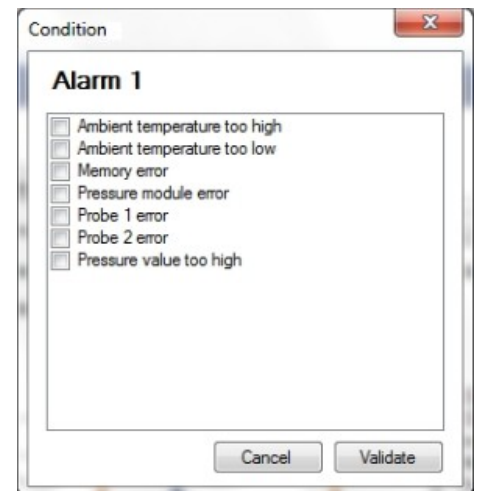 Condition
Alarm 1
Ambient temperature too high
Ambient temperature too low
Memory error
Pressure module error
Probe 1 error
Probe 2 error
Pressure value too high
Cancel
Validate